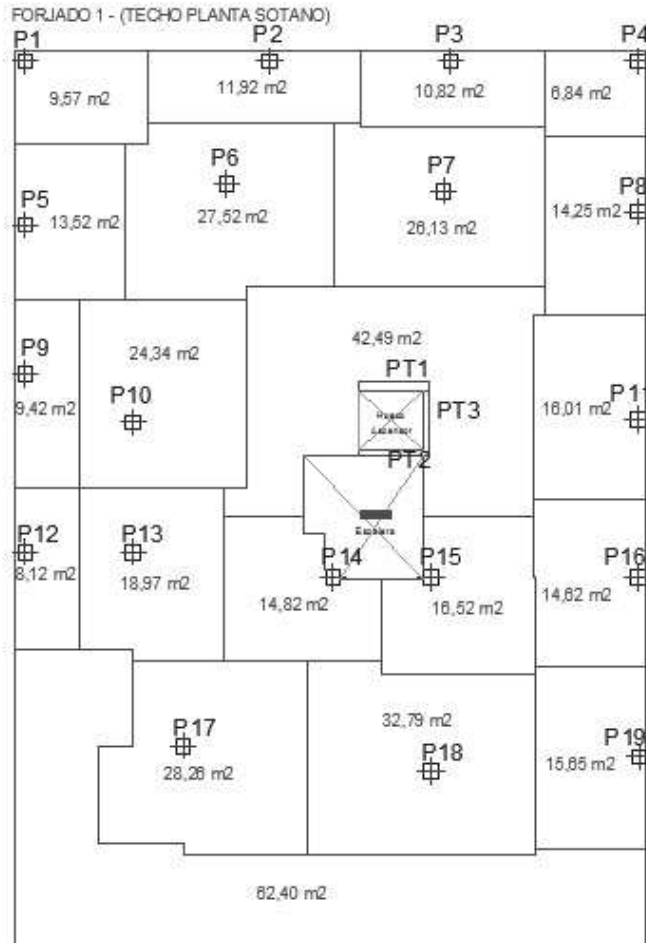 FORJADO 1 - (TECHO PLANTA SOTANO)
P1
P2
P3
P4
9,57 m2
11,92 m2
10,82 m2
6,84 m2
P5
P6
P7
P8
13,52 m2
27,52 m2
26,13 m2
14,25 m2
42,49 m2
P9
24,34 m2
PT1
9,42 m2
P10
PT3
16,01 m2
P11
Hueco
Ascensor
PT2
Escalera
P12
P13
P14
P15
P16
8,12 m2
18,97 m2
14,82 m2
16,52 m2
14,62 m2
P17
28,26 m2
32,79 m2
P18
P19
15,65 m2
62,40 m2